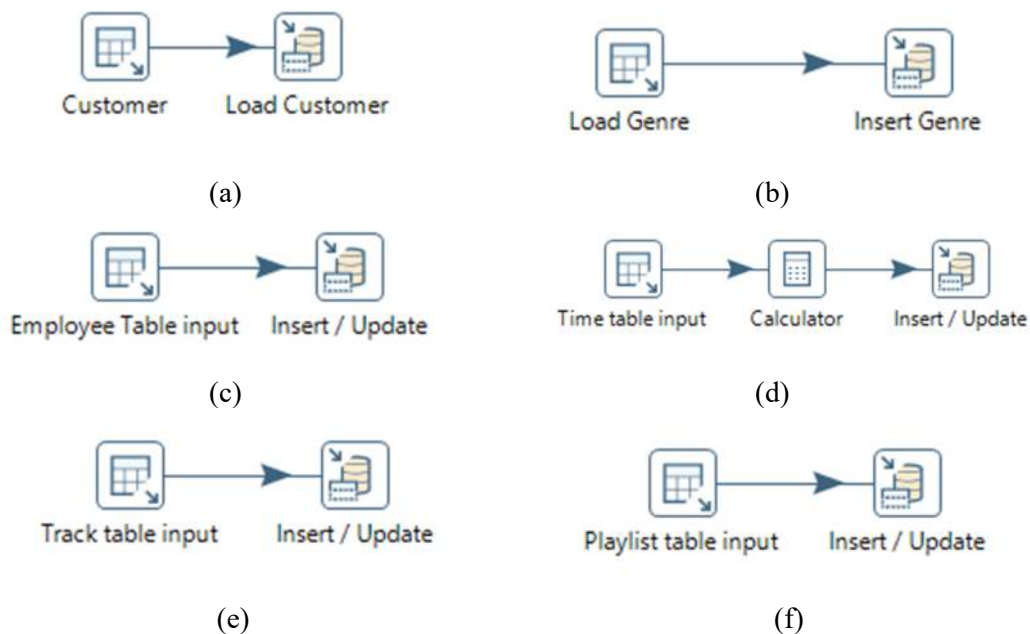 Customer Load Customer
Load Genre Insert Genre
(a) (b)
Employee Table input Insert / Update
Time table input Calculator Insert / Update
(c) (d)
Track table input Insert / Update
Playlist table input Insert / Update
(e) (f)